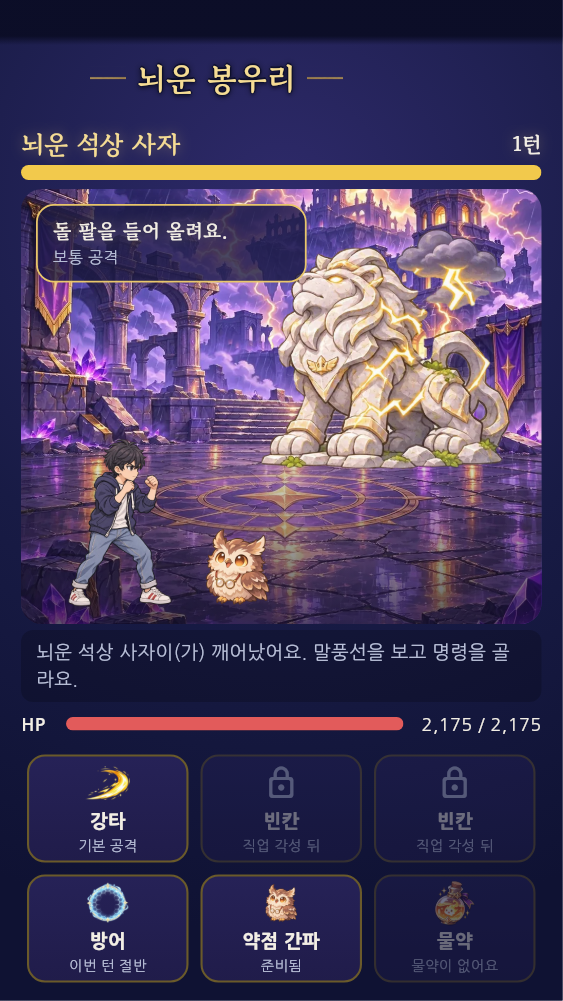 뇌운 봉우리
뇌운 석상 사자
1턴
돌 팔을 들어 올려요.
보통 공격
뇌운 석상 사자이(가) 깨어났어요. 말풍선을 보고 명령을 골
라요.
HP
2,175 / 2,175
강타
기본 공격
빈칸
직업 각성 뒤
빈칸
직업 각성 뒤
방어
이번 턴 절반
약점 간파
준비됨
물약
물약이 없어요